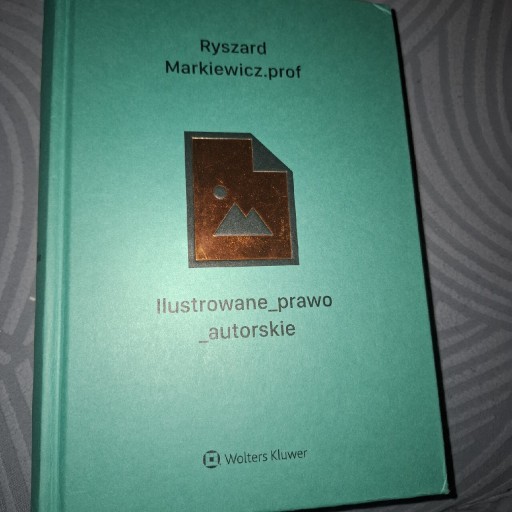 Ryszard
Markiewicz.prof
Ilustrowane_prawo
_autorskie
Wolters Kluwer